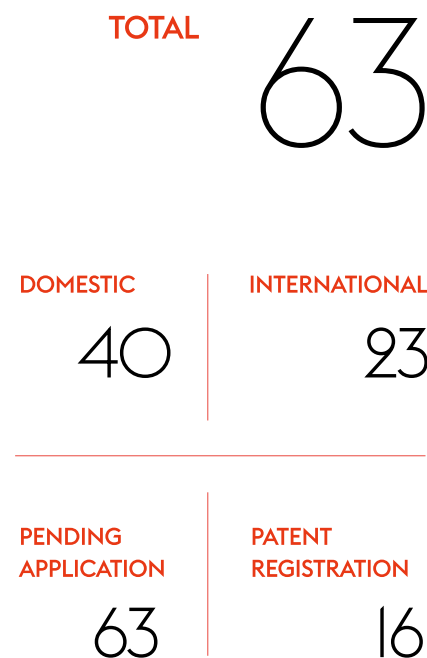 TOTAL
63
DOMESTIC
INTERNATIONAL
40
23
PENDING
APPLICATION
PATENT
REGISTRATION
63
16